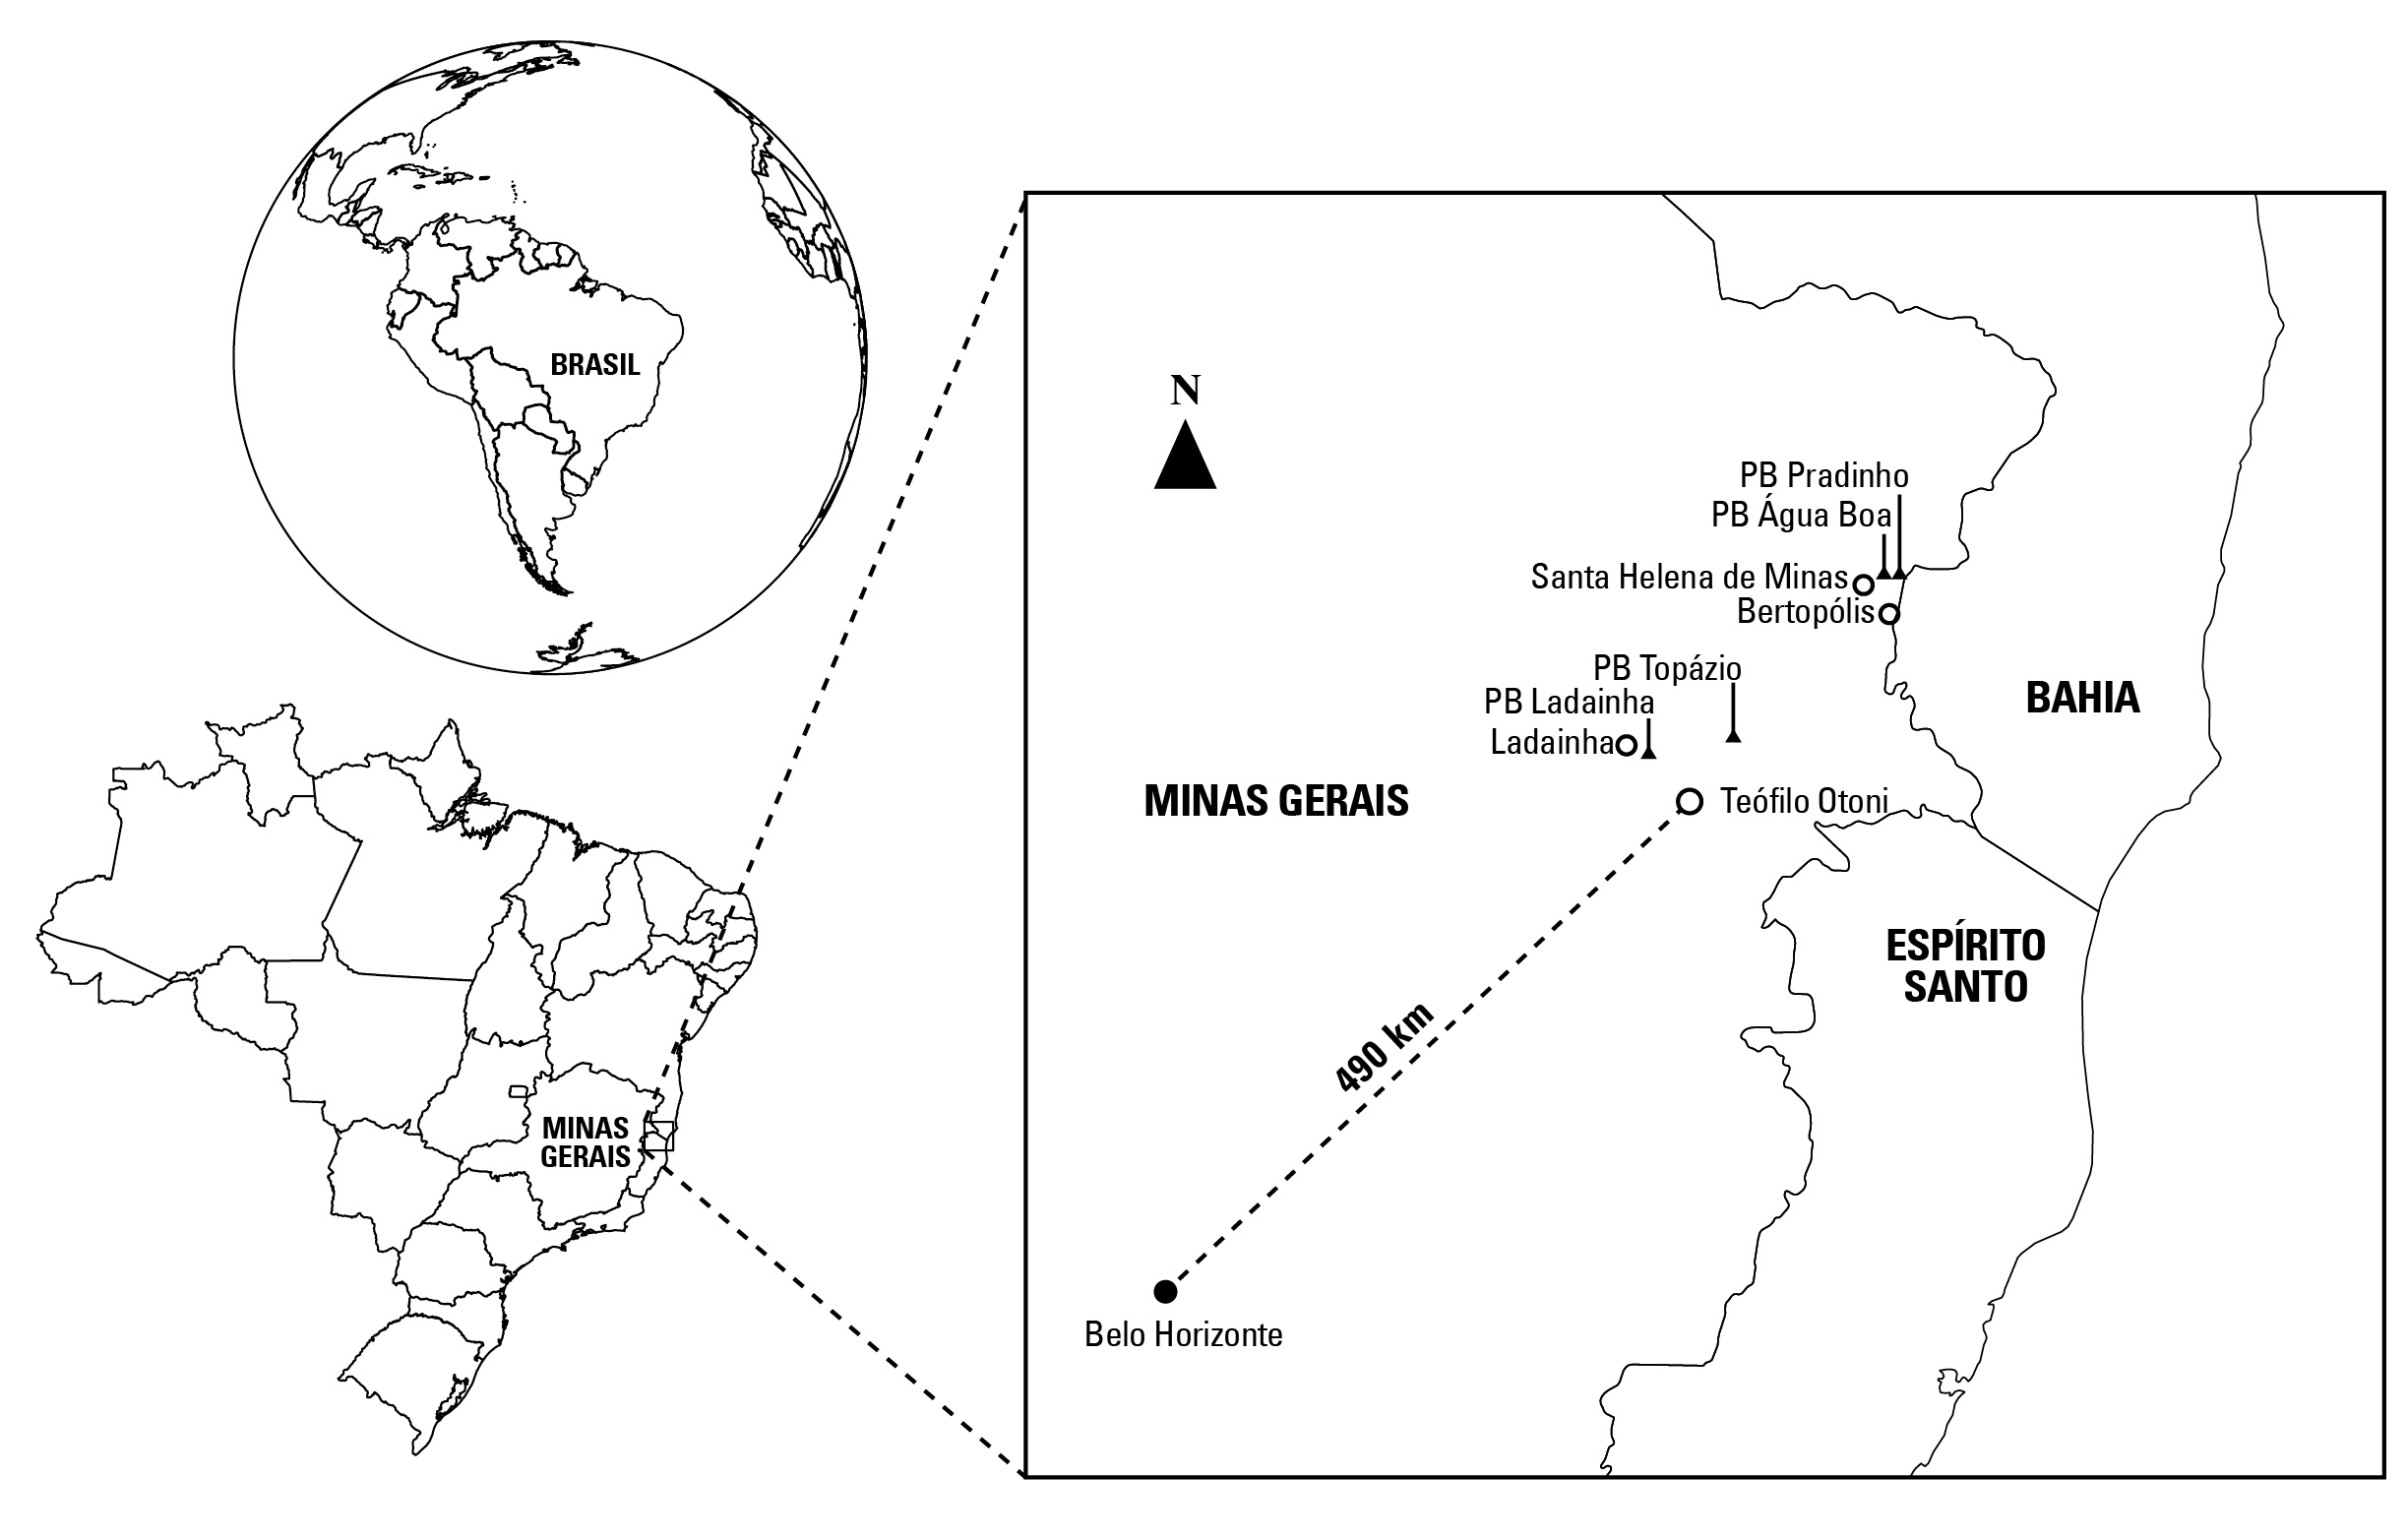 BRASIL
MINAS
GERAIS
N
PB Pradinho
PB Água Boa
Santa Helena de Minas
Bertopólis
PB Topázio
PB Ladainha
Ladainha
BAHIA
MINAS GERAIS
Teófilo Otoni
ESPÍRITO
SANTO
490 km
Belo Horizonte